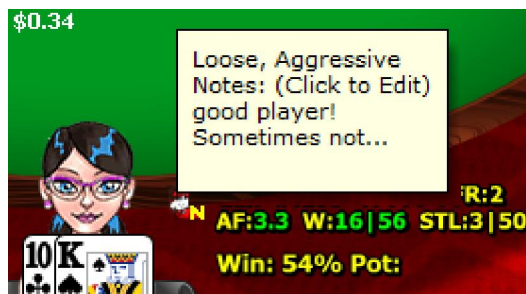 $0.34
Loose, Aggressive
Notes: (Click to Edit)
good player!
Sometimes not...
R:2
N AF:3.3 W:16|56 STL:3|50
Win: 54% Pot:
10 K